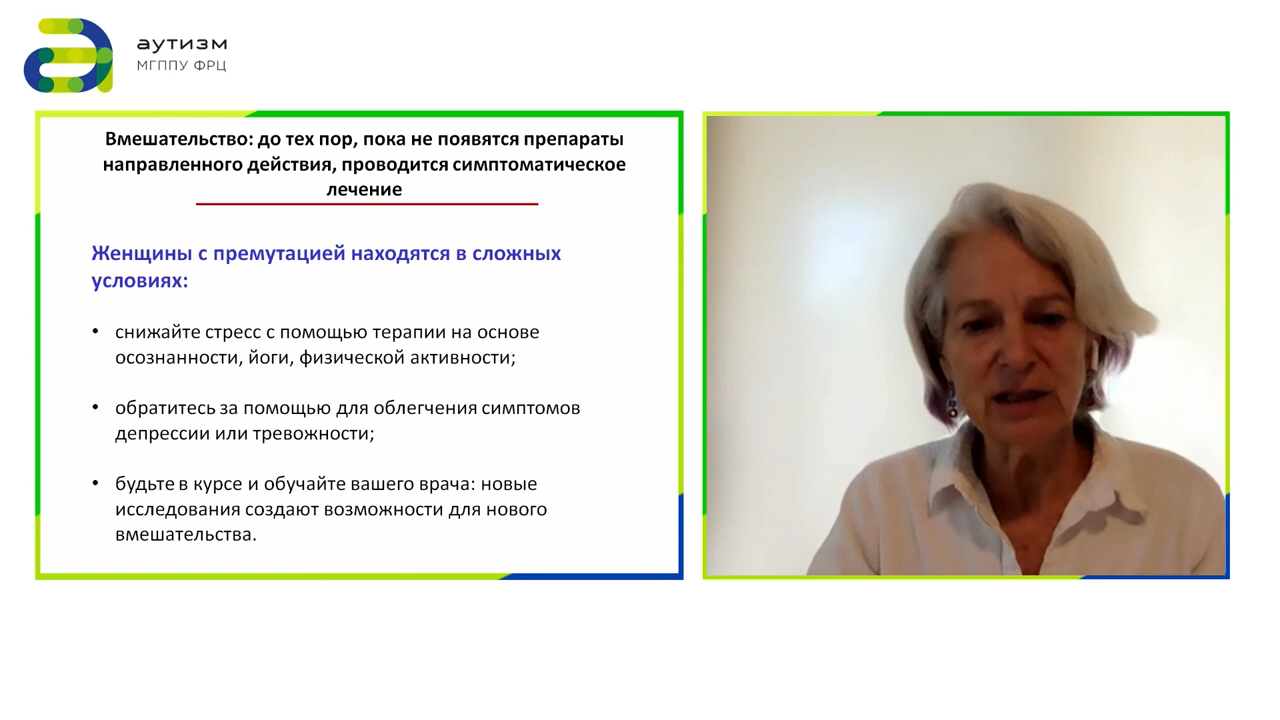 аутизм
МГППУ ФРЦ
Вмешательство: до тех пор, пока не появятся препараты
направленного действия, проводится симптоматическое
лечение
Женщины с премутацией находятся в сложных
условиях:
• снижайте стресс с помощью терапии на основе
осознанности, йоги, физической активности;
• обратитесь за помощью для облегчения симптомов
депрессии или тревожности;
• будьте в курсе и обучайте вашего врача: новые
исследования создают возможности для нового
вмешательства.